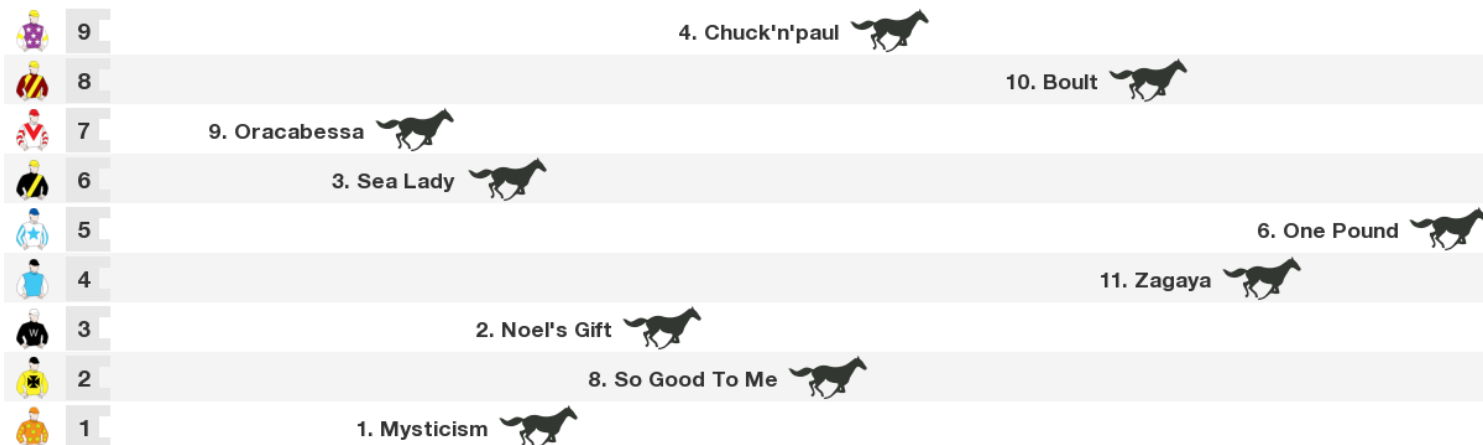 9 4. Chuck'n'paul
8 10. Boult
7 9. Oracabessa
6 3. Sea Lady
5 6. One Pound
4 11. Zagaya
W 3 2. Noel's Gift
2 8. So Good To Me
1 1. Mysticism